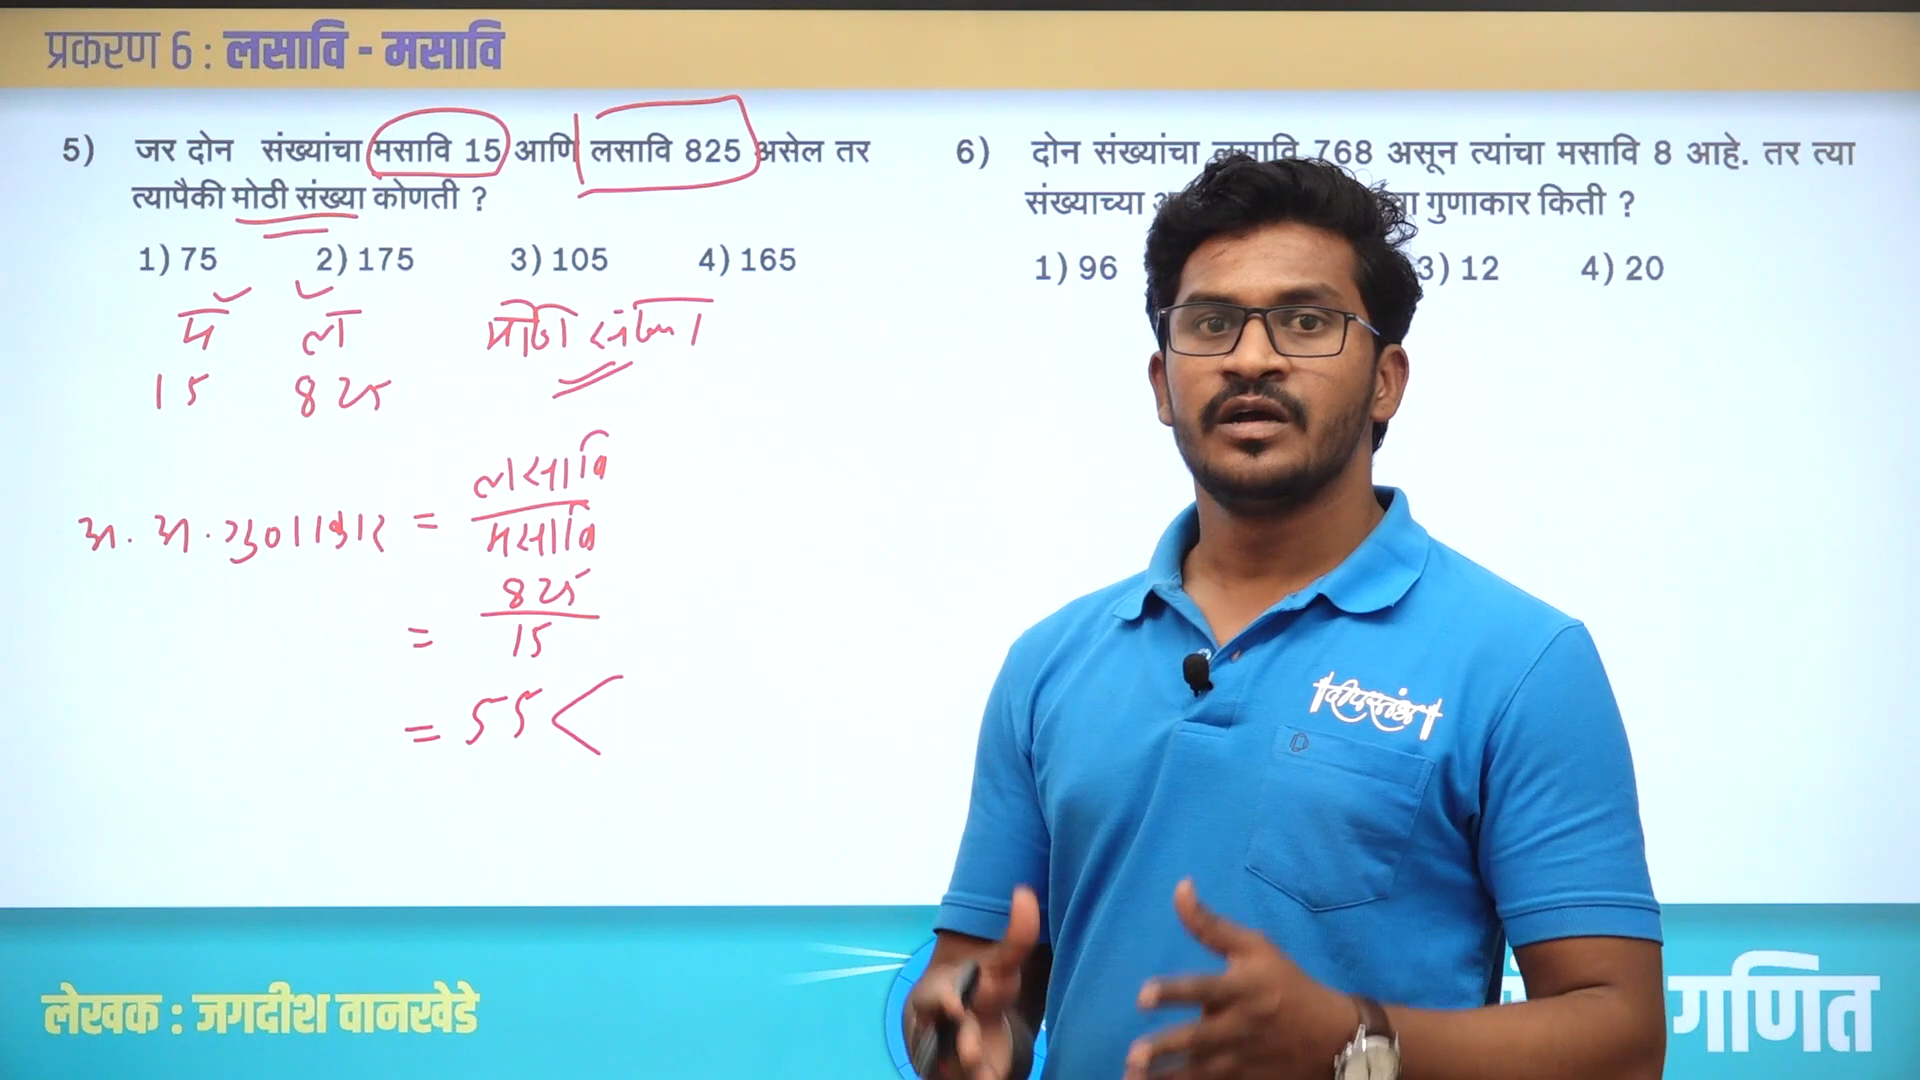 प्रकरण 6 : लसावि - मसावि
5) जर दोन संख्यांचा मसावि 15 आणि लसावि 825 असेल तर
त्यापैकी मोठी संख्या कोणती ?
1) 75 2) 175 3) 105 4) 165
म ल मोठी संख्या
15 825
अ. अ. गुणाकार = लसावि
मसावि
= 825
15
= 55
6) दोन संख्यांचा लसावि 768 असून त्यांचा मसावि 8 आहे. तर त्या
संख्याच्या गुणाकार किती ?
1) 96 3) 12 4) 20
दीपस्तंभ
लेखक : जगदीश वानखेडे
गणित